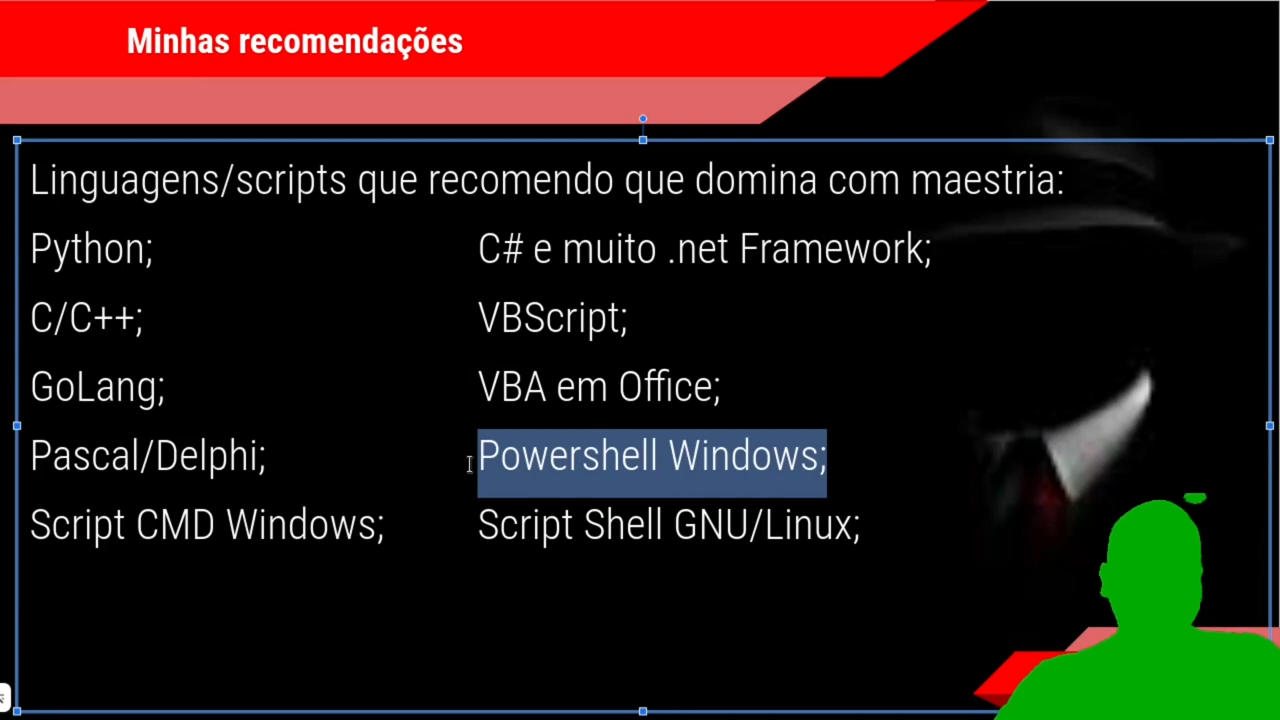 Minhas recomendações
Linguagens/scripts que recomendo que domina com maestria:
Python; C# e muito .net Framework;
C/C++; VBScript;
GoLang; VBA em Office;
Pascal/Delphi; Powershell Windows;
Script CMD Windows; Script Shell GNU/Linux;